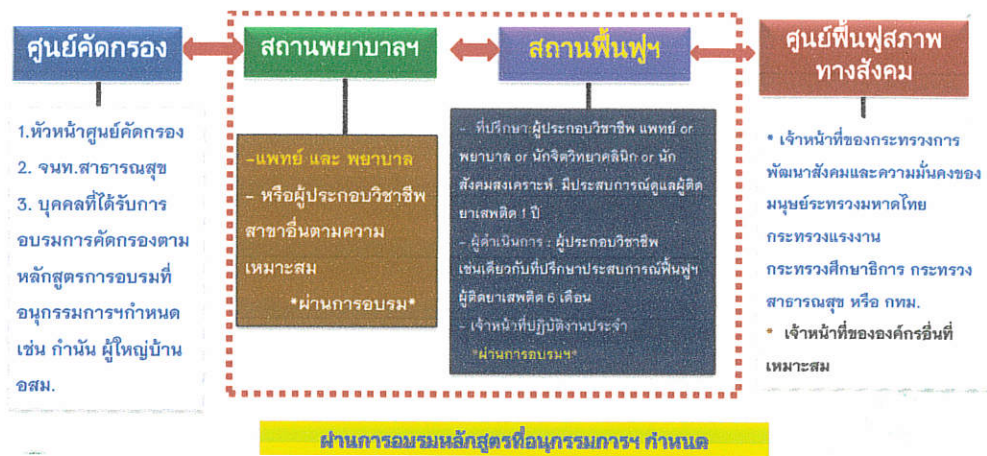 ศูนย์คัดกรอง
1.หัวหน้าศูนย์คัดกรอง
2. จนท.สาธารณสุข
3. บุคคลที่ได้รับการ
อบรมการคัดกรองตาม
หลักสูตรการอบรมที่
อนุกรรมการฯกำหนด
เช่น กำนัน ผู้ใหญ่บ้าน
อสม.
สถานพยาบาลฯ
-แพทย์ และ พยาบาล
- หรือผู้ประกอบวิชาชีพ
สาขาอื่นตามความ
เหมาะสม
*ผ่านการอบรม*
สถานฟื้นฟูฯ
- ที่ปรึกษา:ผู้ประกอบวิชาชีพ แพทย์ or
พยาบาล or นักจิตวิทยาคลินิก or นัก
สังคมสงเคราะห์ มีประสบการณ์ดูแลผู้ติด
ยาเสพติด 1 ปี
- ผู้ดำเนินการ : ผู้ประกอบวิชาชีพ
เช่นเดียวกับที่ปรึกษาประสบการณ์ฟื้นฟูฯ
ผู้ติดยาเสพติด 6 เดือน
- เจ้าหน้าที่ปฏิบัติงานประจำ
*ผ่านการอบรมฯ*
ศูนย์ฟื้นฟูสภาพ
ทางสังคม
* เจ้าหน้าที่ของกระทรวงการ
พัฒนาสังคมและความมั่นคงของ
มนุษย์ระทรวงมหาดไทย
กระทรวงแรงงาน
กระทรวงศึกษาธิการ กระทรวง
สาธารณสุข หรือ กทม.
* เจ้าหน้าที่ขององค์กรอื่นที่
เหมาะสม
ผ่านการอบรมหลักสูตรที่อนุกรรมการฯ กำหนด